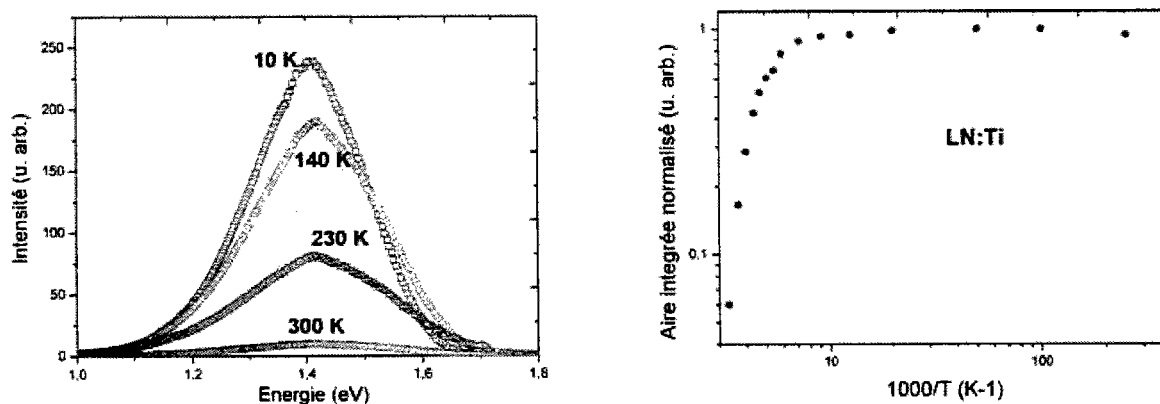 250
200
150
100
50
0
Intensité (u. arb.)
10 K
140 K
230 K
300 K
1.0 1.2 1.4 1.6 1.8
Energie (eV)
1
0,1
Aire integrée normalisé (u. arb.)
LN:Ti
10 100
1000/T (K-1)